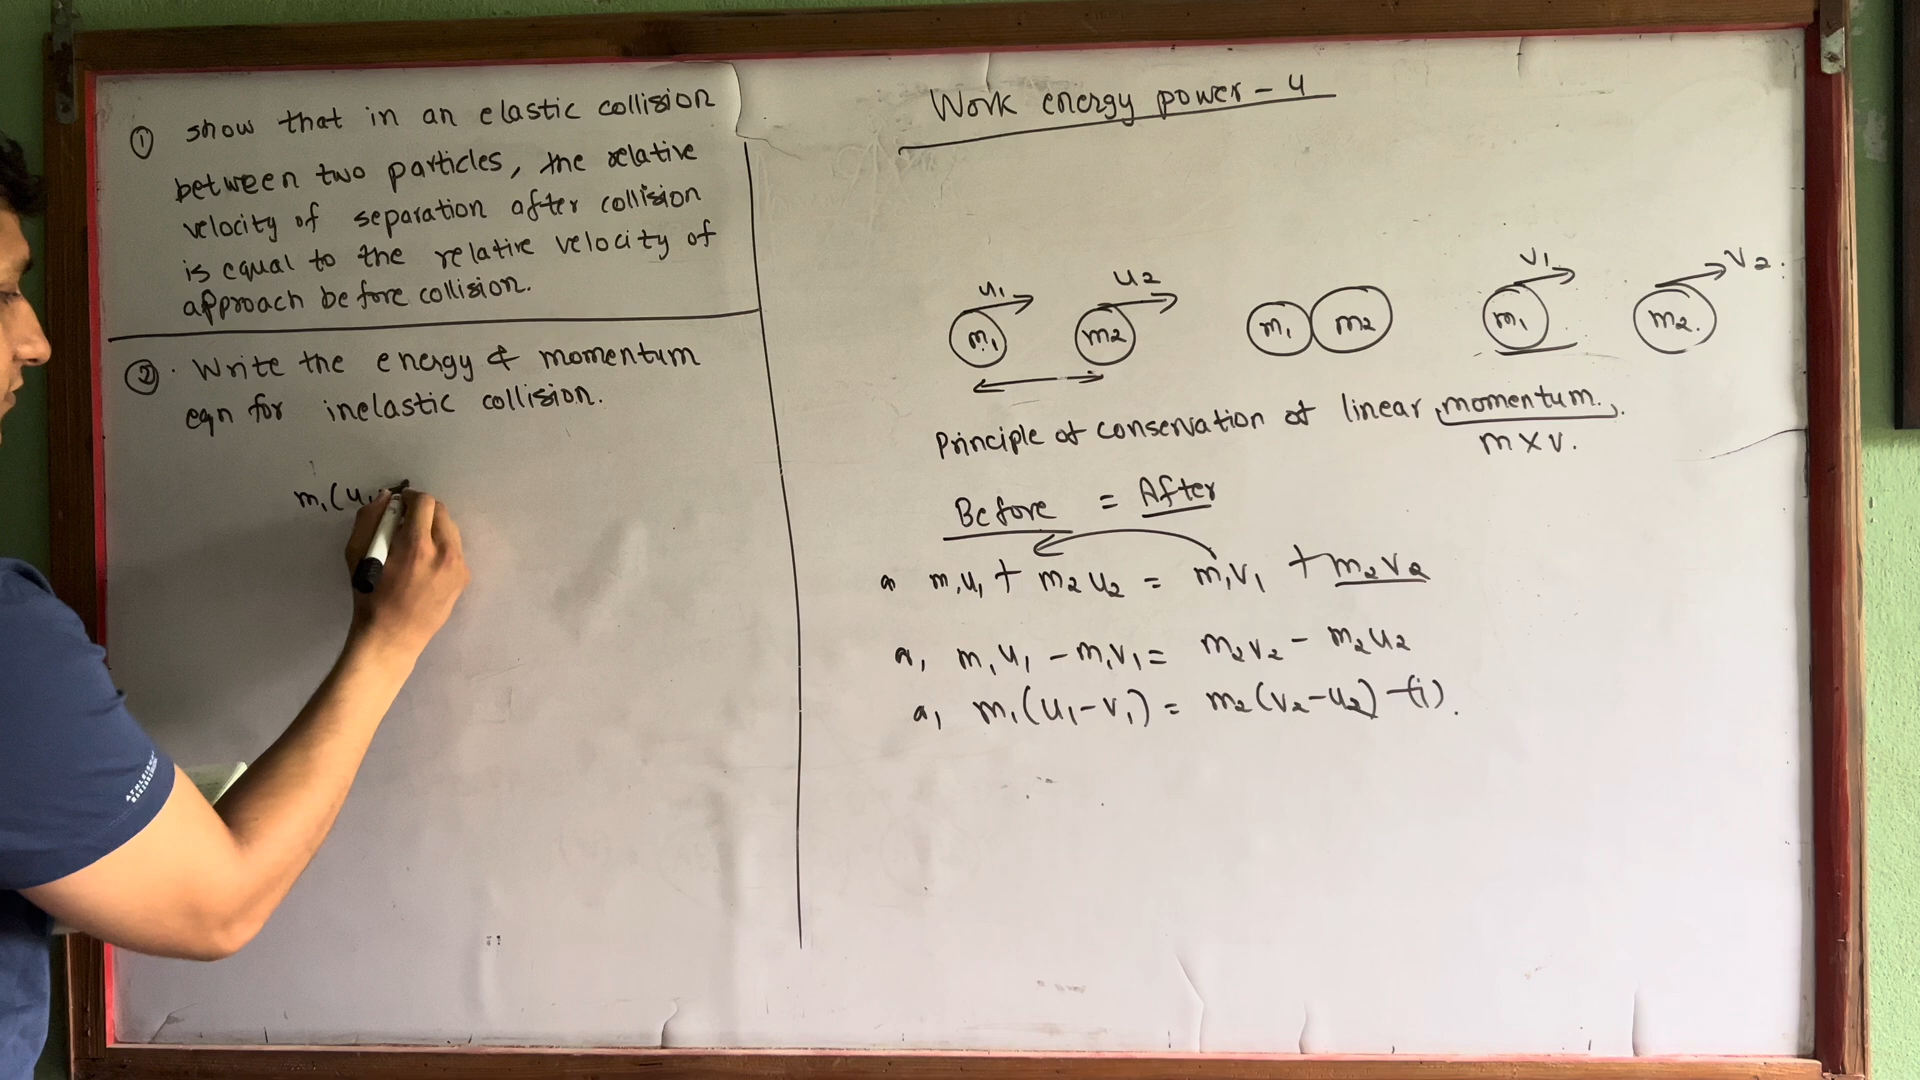 ① show that in an elastic collision
between two particles, the relative
velocity of separation after collision
is equal to the relative velocity of
approach before collision.
②. Write the energy & momentum
eqn for inelastic collision.
m₁(u₁
Work energy power - 4
u₁ u₂ v₁ v₂
m₁ m₂ m₁ m₂ m₁ m₂.
Principle of conservation of linear momentum.
m × v.
Before = After
m₁u₁ + m₂u₂ = m₁v₁ + m₂v₂
m₁u₁ - m₁v₁ = m₂v₂ - m₂u₂
m₁(u₁-v₁) = m₂(v₂-u₂) -(i).